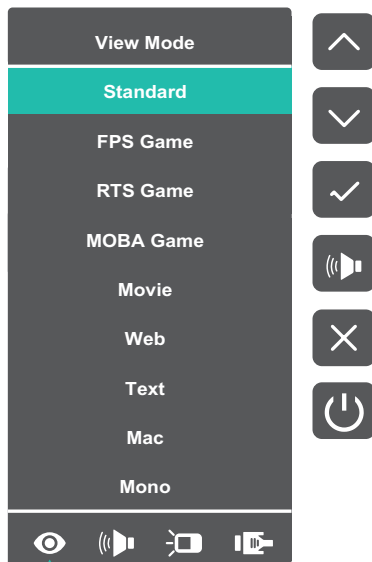 View Mode
Standard
FPS Game
RTS Game
MOBA Game
Movie
Web
Text
Mac
Mono